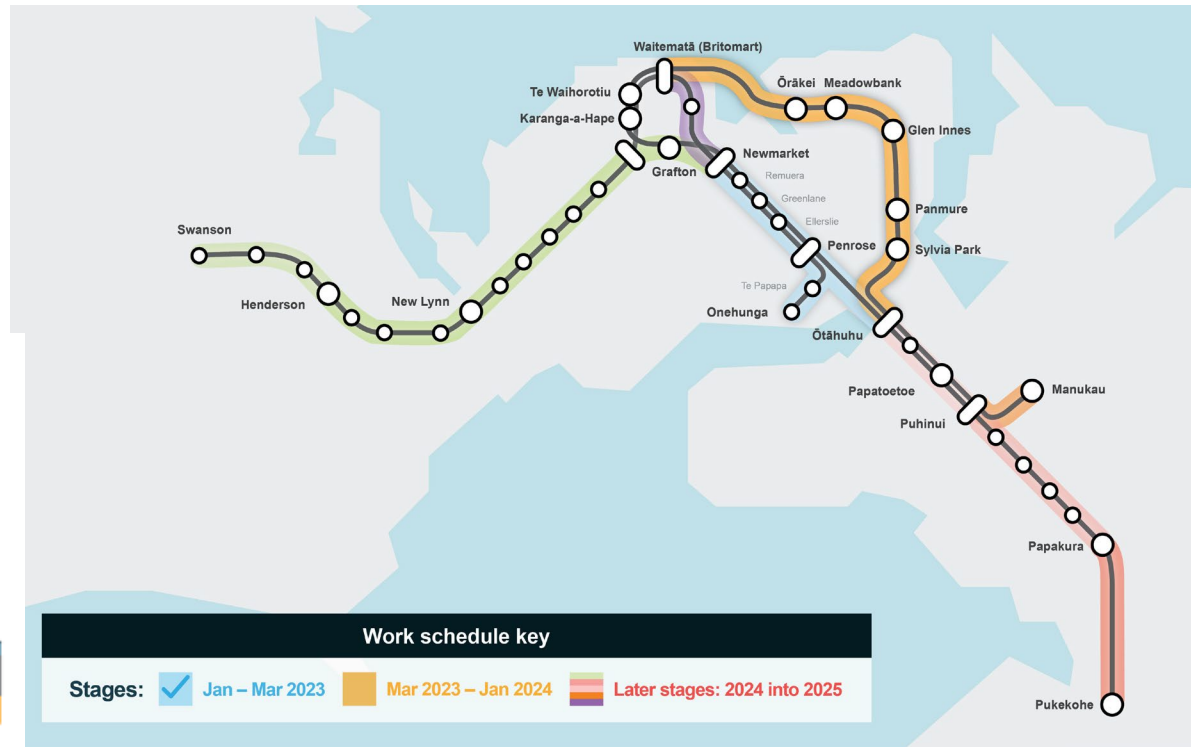 Waitematā (Britomart)
Ōrākei Meadowbank
Te Waihorotiu
Karanga-a-Hape
Glen Innes
Newmarket
Grafton
Remuera
Greenlane
Panmure
Ellerslie
Swanson
Penrose
Sylvia Park
Te Papapa
Henderson
New Lynn
Onehunga
Ōtāhuhu
Papatoetoe
Manukau
Puhinui
Papakura
Pukekohe
Work schedule key
Stages: Jan – Mar 2023 Mar 2023 – Jan 2024 Later stages: 2024 into 2025